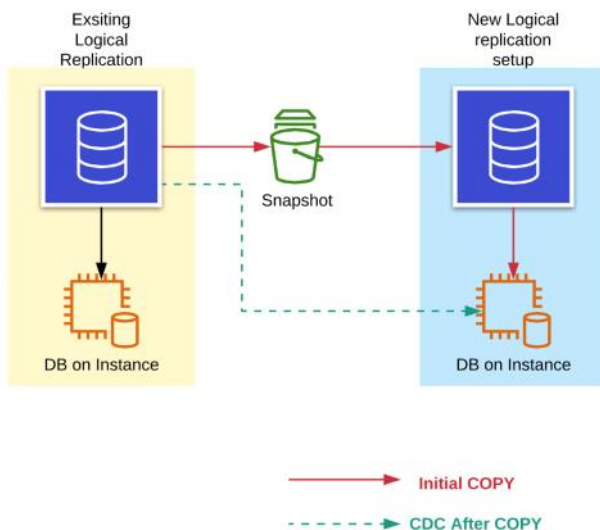 Exsiting
Logical
Replication
New Logical
replication
setup
Snapshot
DB on Instance
DB on Instance
Initial COPY
CDC After COPY